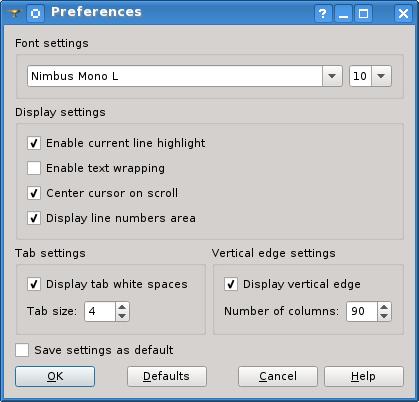 Preferences
Font settings
Nimbus Mono L 10
Display settings
Enable current line highlight
Enable text wrapping
Center cursor on scroll
Display line numbers area
Tab settings
Display tab white spaces
Tab size: 4
Vertical edge settings
Display vertical edge
Number of columns: 90
Save settings as default
OK Defaults Cancel Help